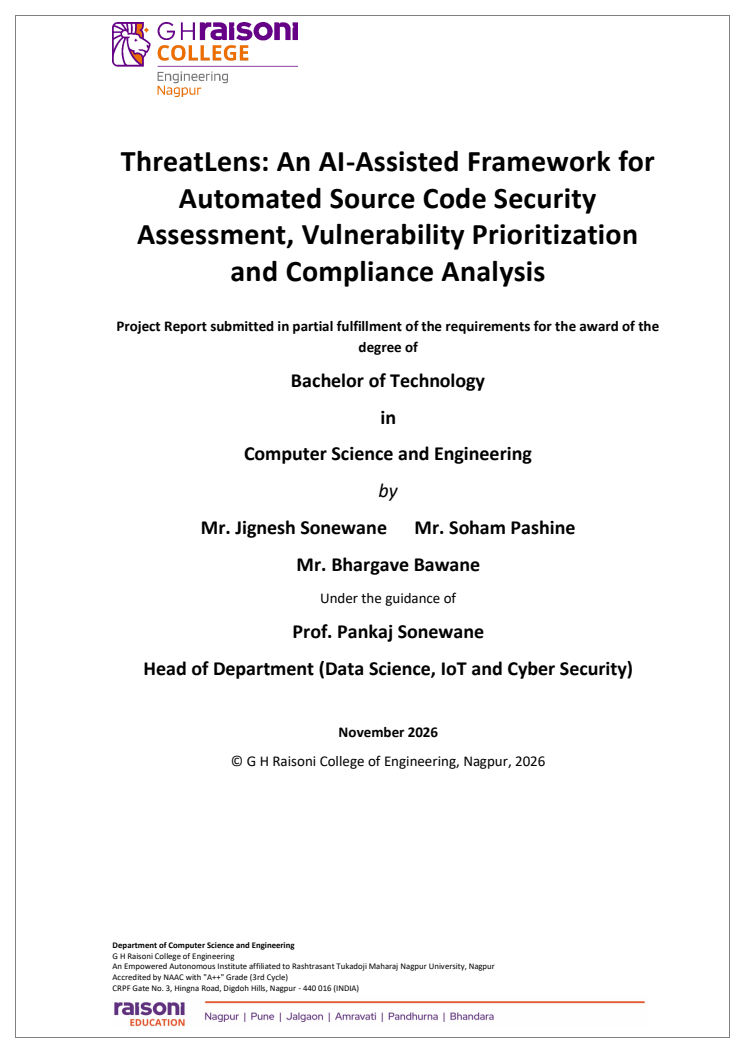 GHraisoni
COLLEGE
Engineering
Nagpur
ThreatLens: An AI-Assisted Framework for
Automated Source Code Security
Assessment, Vulnerability Prioritization
and Compliance Analysis
Project Report submitted in partial fulfillment of the requirements for the award of the
degree of
Bachelor of Technology
in
Computer Science and Engineering
by
Mr. Jignesh Sonewane Mr. Soham Pashine
Mr. Bhargave Bawane
Under the guidance of
Prof. Pankaj Sonewane
Head of Department (Data Science, IoT and Cyber Security)
November 2026
© G H Raisoni College of Engineering, Nagpur, 2026
Department of Computer Science and Engineering
G H Raisoni College of Engineering
An Empowered Autonomous Institute affiliated to Rashtrasant Tukadoji Maharaj Nagpur University, Nagpur
Accredited by NAAC with "A++" Grade (3rd Cycle)
CRPF Gate No. 3, Hingna Road, Digdoh Hills, Nagpur - 440 016 (INDIA)
raisoni
EDUCATION
Nagpur | Pune | Jalgaon | Amravati | Pandhurna | Bhandara